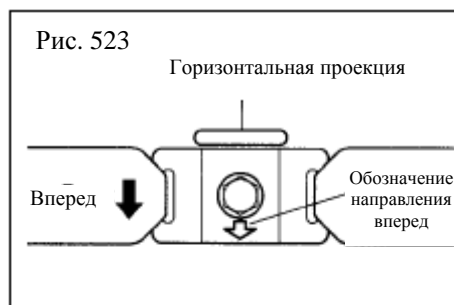 Рис. 523
Горизонтальная проекция
Вперед
Обозначение
направления
вперед